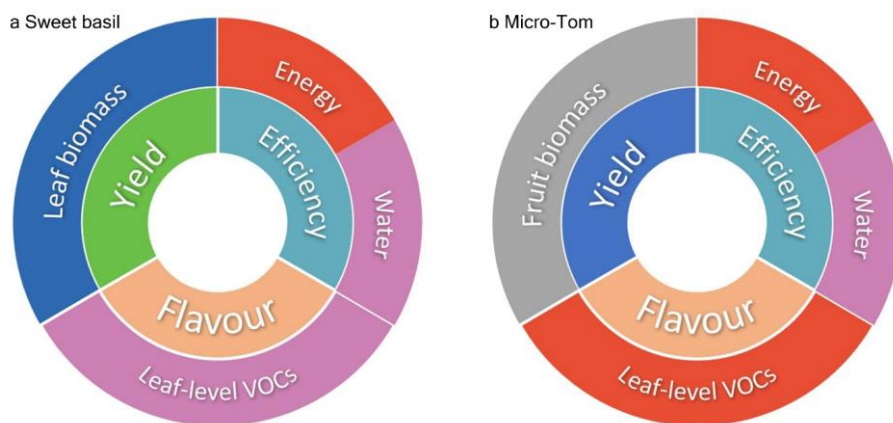 a Sweet basil
Leaf biomass
Energy
Yield
Efficiency
Water
Flavour
Leaf-level VOCs
b Micro-Tom
Fruit biomass
Energy
Yield
Efficiency
Water
Flavour
Leaf-level VOCs